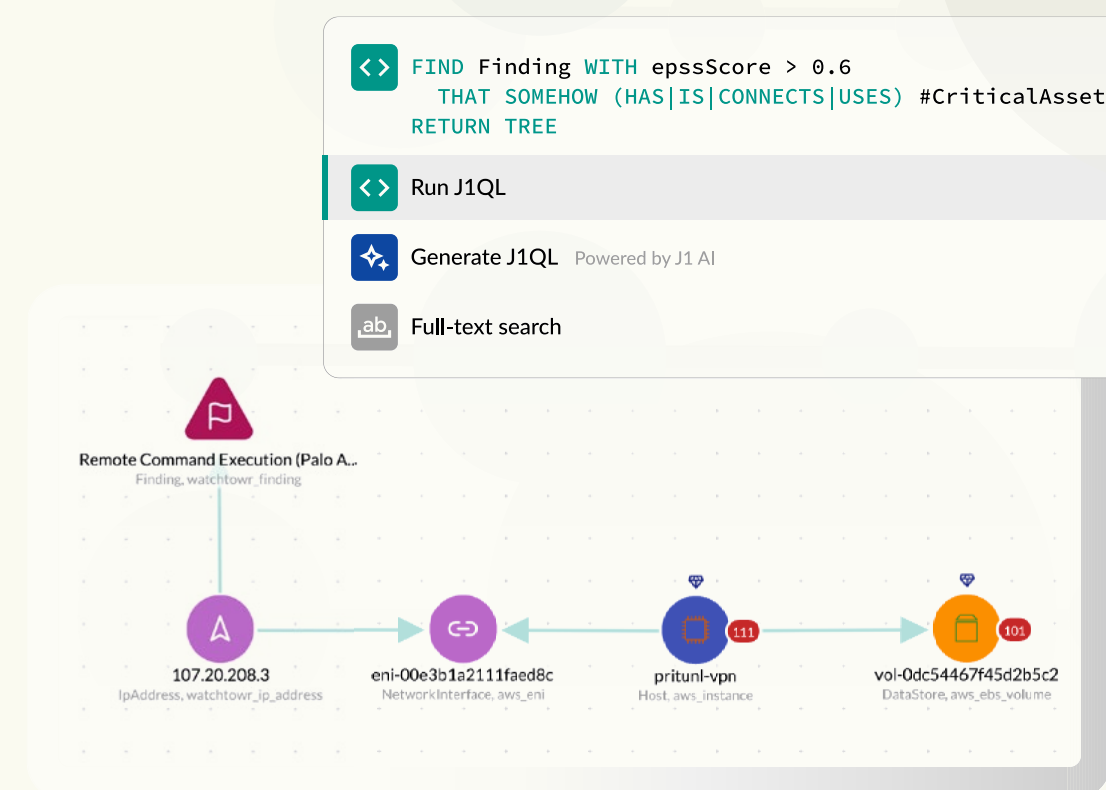 FIND Finding WITH epssScore > 0.6
THAT SOMEHOW (HAS|IS|CONNECTS|USES) #CriticalAsset
RETURN TREE
Run J1QL
Generate J1QL Powered by J1 AI
ab
Full-text search
Remote Command Execution (Palo A...
Finding, watchtowr_finding
111
101
107.20.208.3
IpAddress, watchtowr_ip_address
eni-00e3b1a2111faed8c
NetworkInterface, aws_eni
pritunl-vpn
Host, aws_instance
vol-0dc54467f45d2b5c2
DataStore, aws_ebs_volume